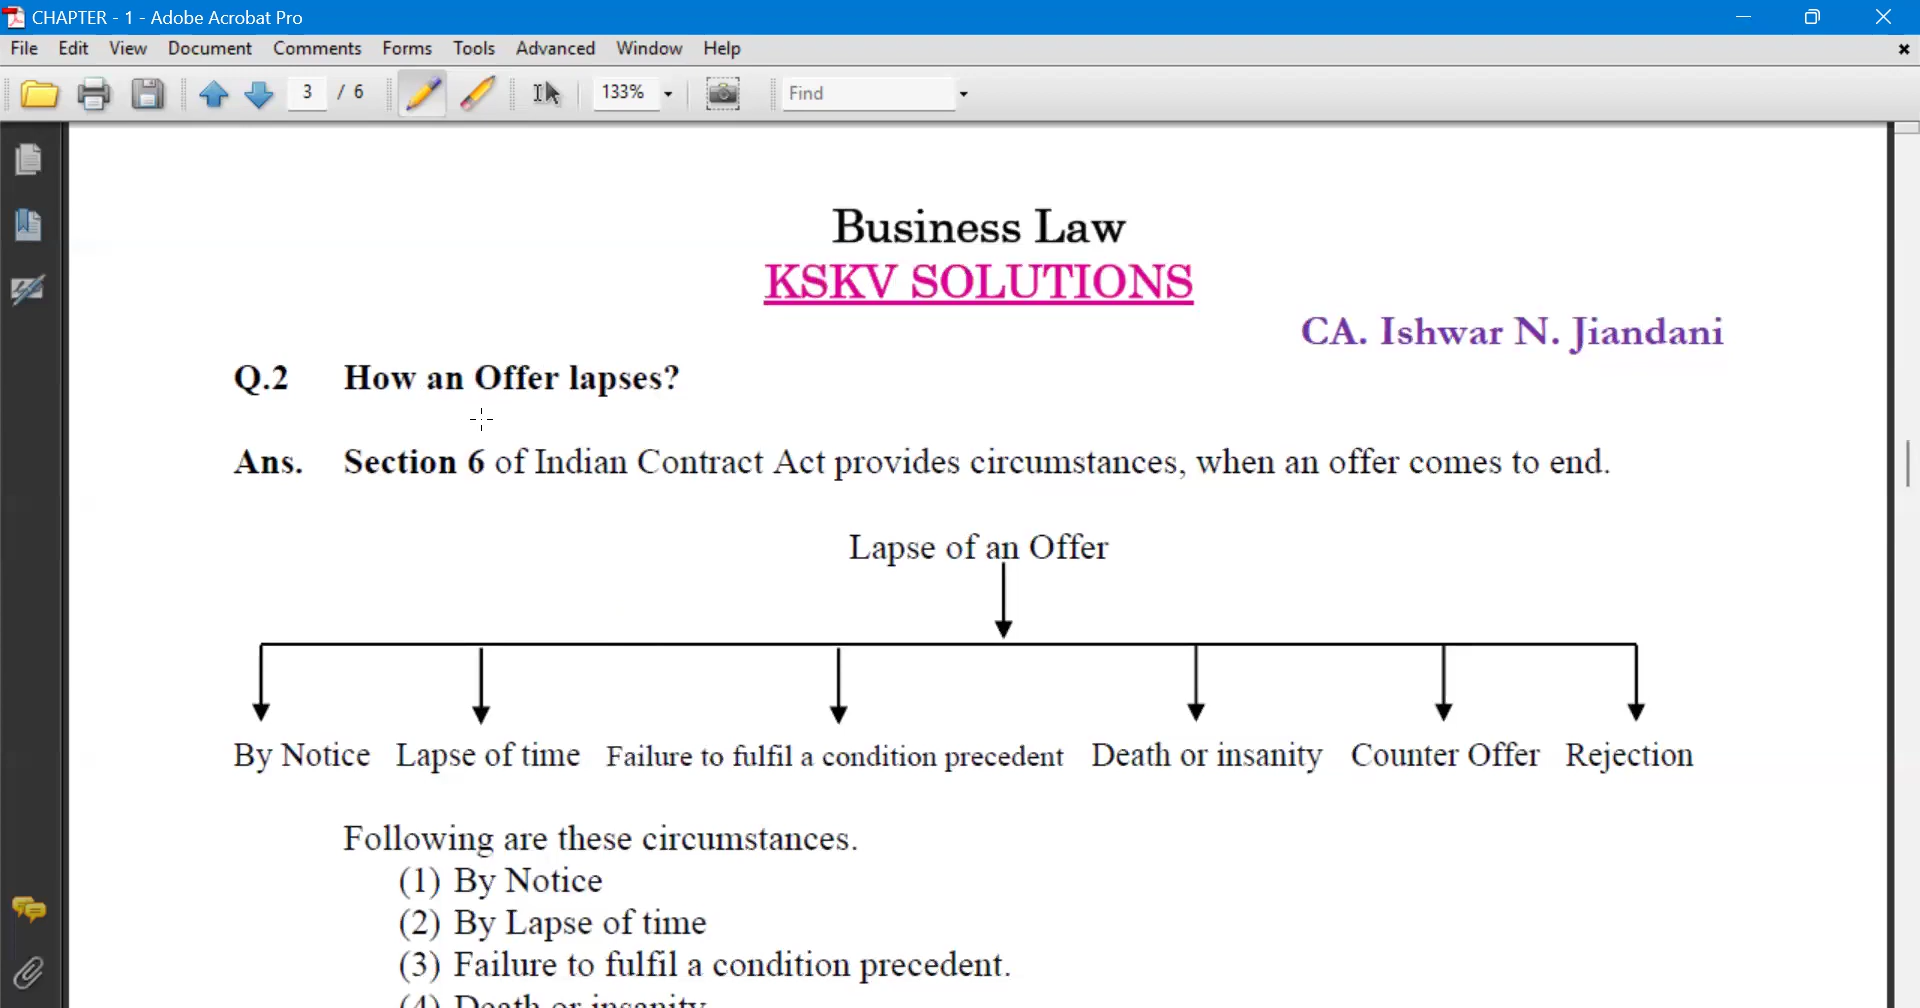 CHAPTER - 1 - Adobe Acrobat Pro
File Edit View Document Comments Forms Tools Advanced Window Help
3 / 6 133% Find
Business Law
KSKV SOLUTIONS
CA. Ishwar N. Jiandani
Q.2 How an Offer lapses?
Ans. Section 6 of Indian Contract Act provides circumstances, when an offer comes to end.
Lapse of an Offer
By Notice Lapse of time Failure to fulfil a condition precedent Death or insanity Counter Offer Rejection
Following are these circumstances.
(1) By Notice
(2) By Lapse of time
(3) Failure to fulfil a condition precedent.
(4) Death or insanity